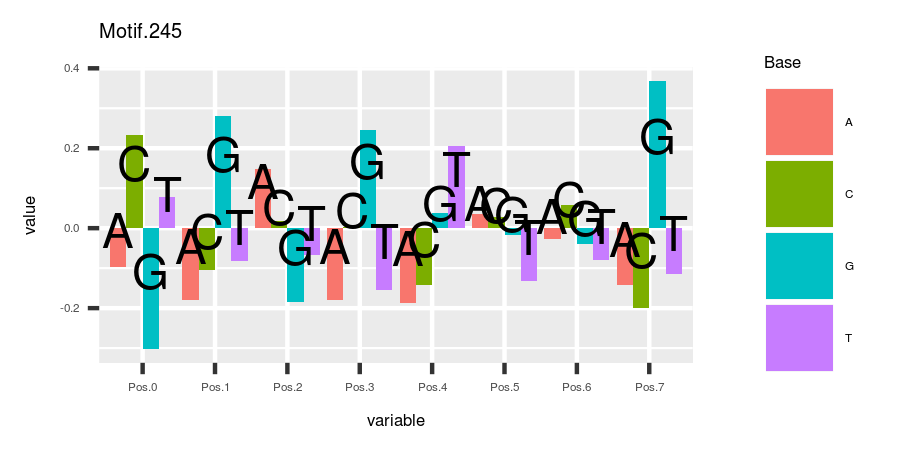 Motif.245
value
0.4
0.2
0.0
-0.2
A C G T A C G T A C G T A C G T A C G T A C G T A C G T A C G T
Pos.0 Pos.1 Pos.2 Pos.3 Pos.4 Pos.5 Pos.6 Pos.7
variable
Base
A
C
G
T